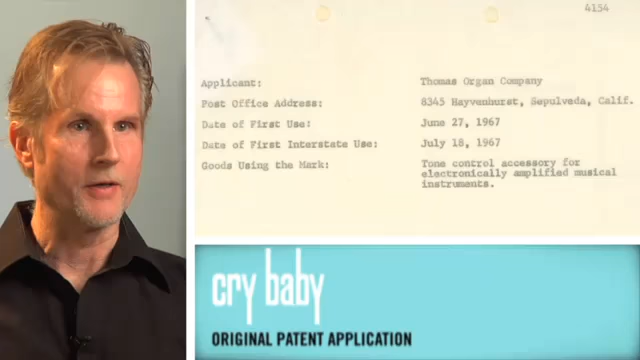 4154
Applicant: Thomas Organ Company
Post Office Address: 8345 Hayvenhurst, Sepulveda, Calif.
Date of First Use: June 27, 1967
Date of First Interstate Use: July 18, 1967
Goods Using the Mark: Tone control accessory for
electronically amplified musical
instruments.
cry baby
ORIGINAL PATENT APPLICATION